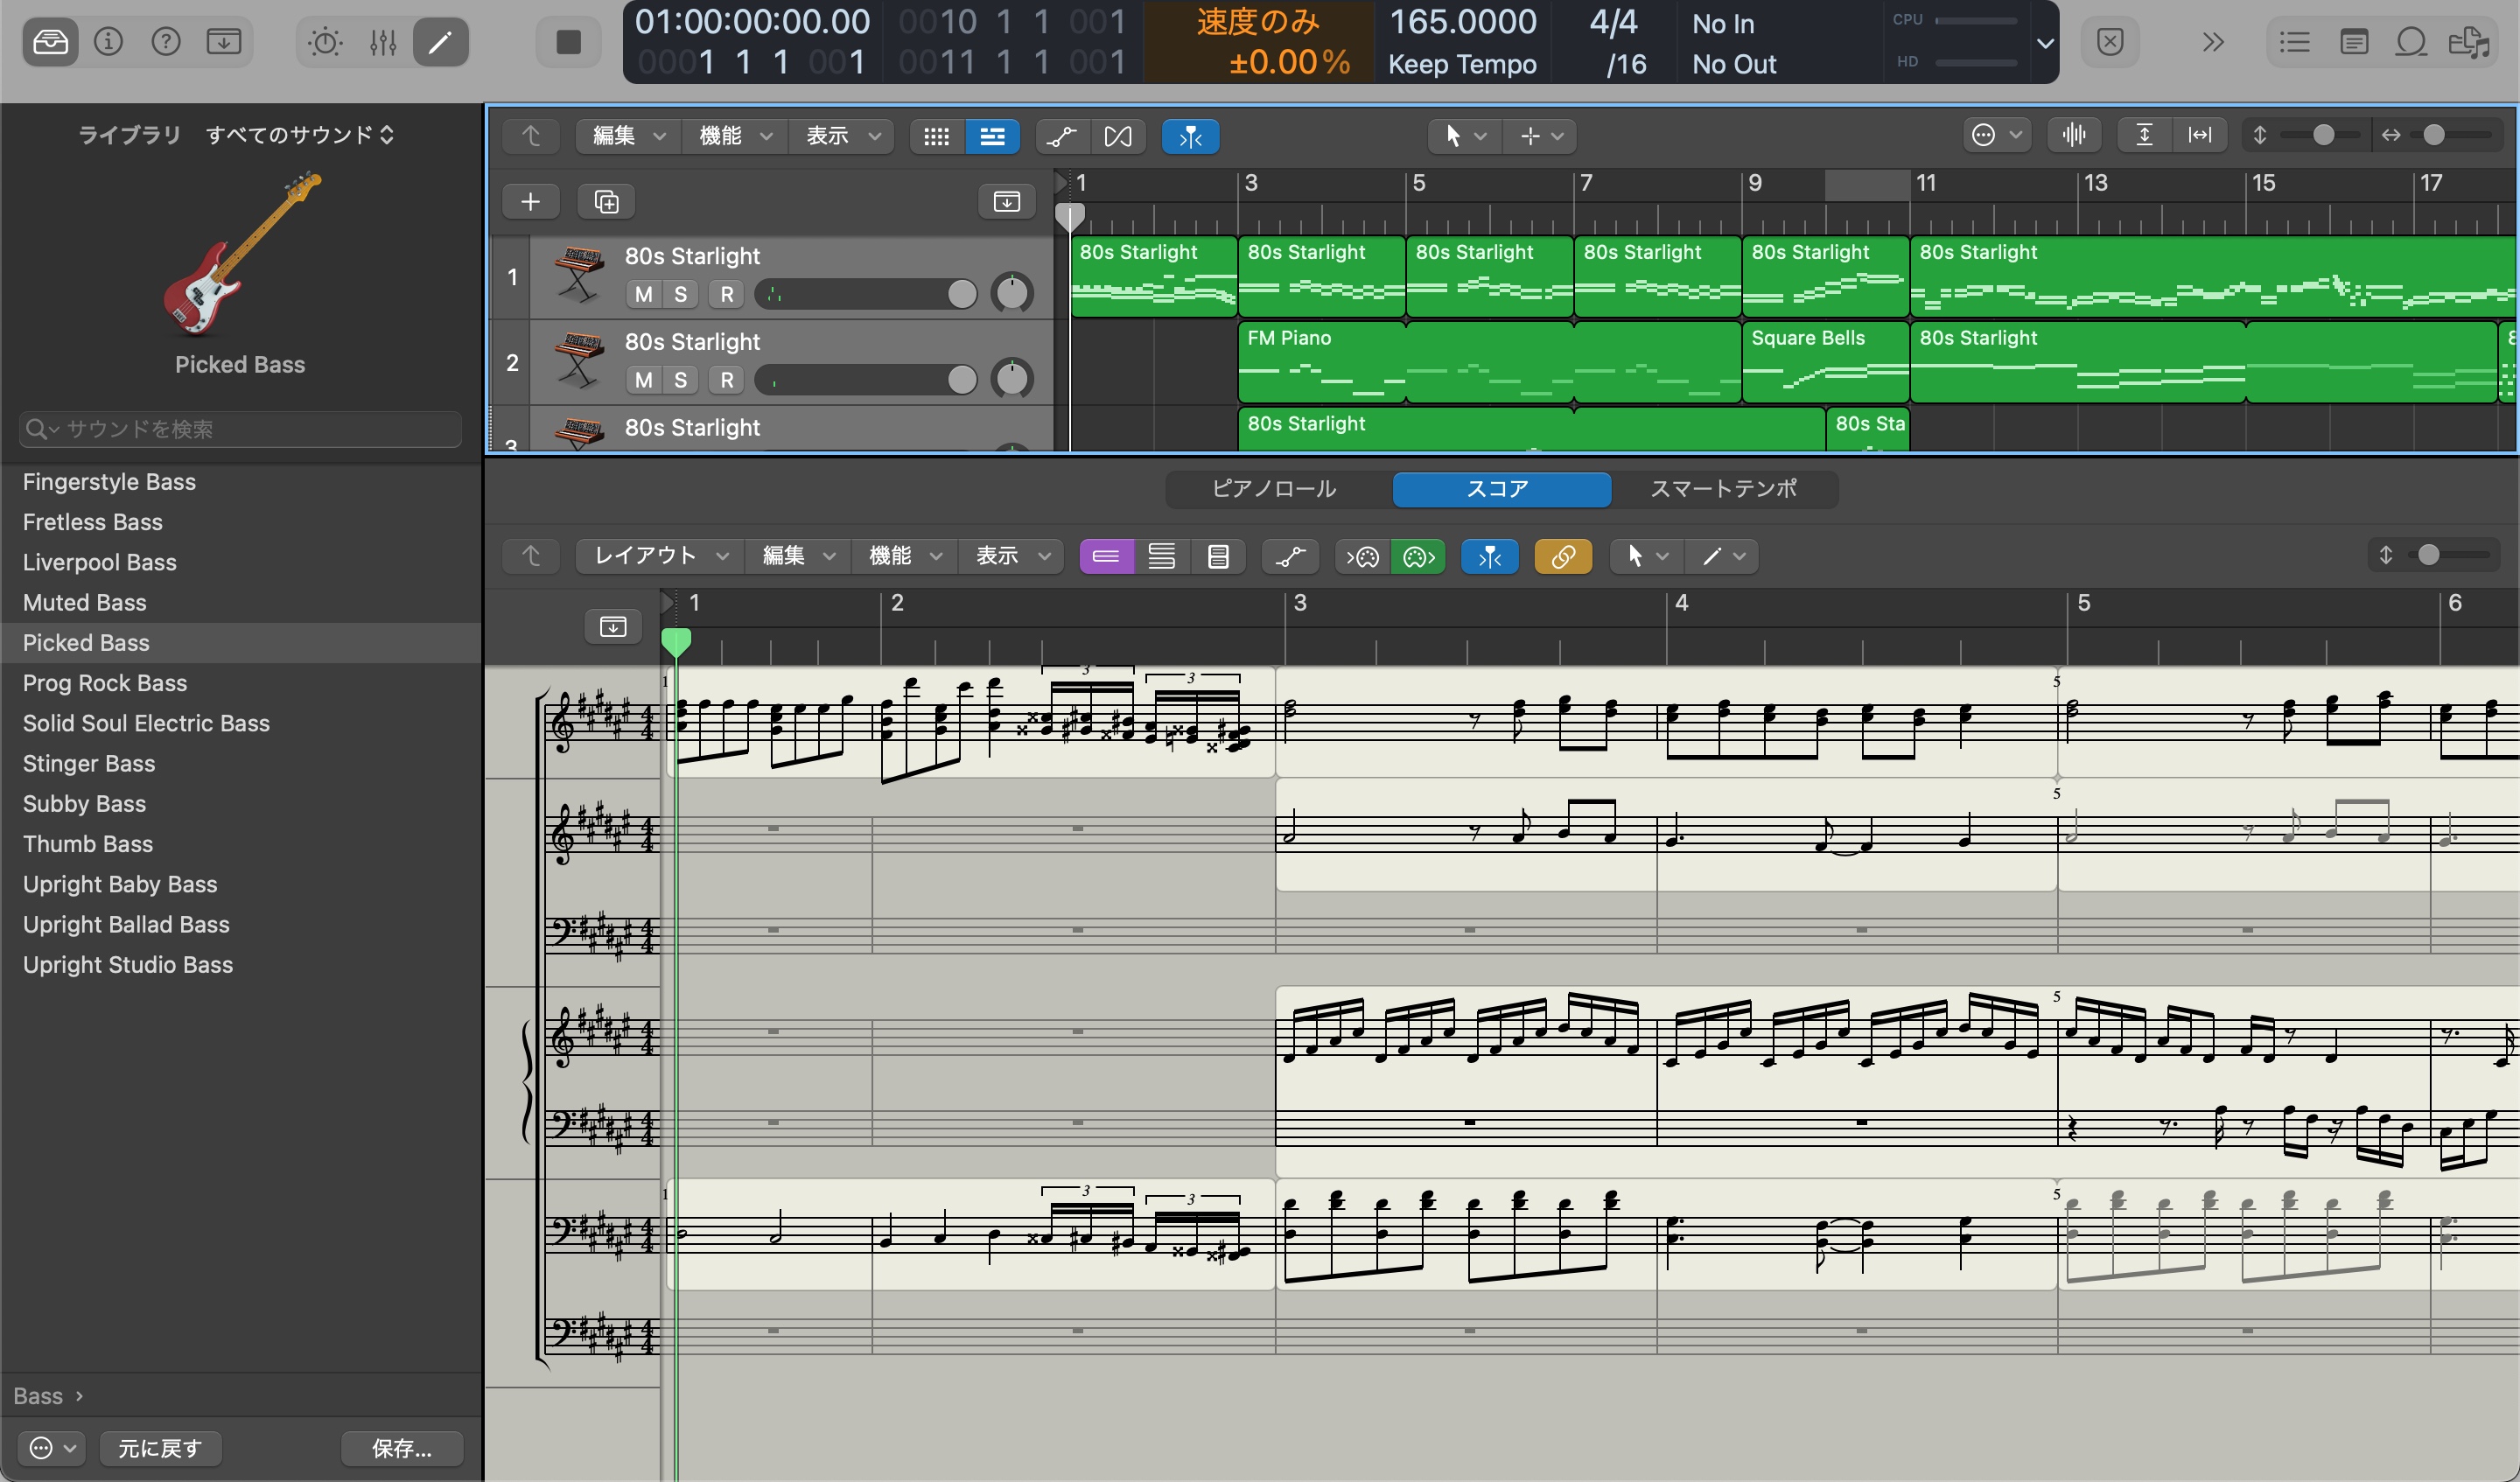 01:00:00:00.00
0001 1 1 001
0010 1 1 001
0011 1 1 001
速度のみ
±0.00%
165.0000
Keep Tempo
4/4
/16
No In
No Out
CPU
HD
ライブラリ すべてのサウンド
Picked Bass
サウンドを検索
Fingerstyle Bass
Fretless Bass
Liverpool Bass
Muted Bass
Picked Bass
Prog Rock Bass
Solid Soul Electric Bass
Stinger Bass
Subby Bass
Thumb Bass
Upright Baby Bass
Upright Ballad Bass
Upright Studio Bass
Bass
元に戻す 保存...
編集 機能 表示
1 3 5 7 9 11 13 15 17
1 80s Starlight
M S R
80s Starlight 80s Starlight 80s Starlight 80s Starlight 80s Starlight 80s Starlight
2 80s Starlight
M S R
FM Piano Square Bells 80s Starlight 8
3 80s Starlight
80s Starlight 80s Sta
ピアノロール スコア スマートテンポ
レイアウト 編集 機能 表示
1 2 3 4 5 6
1 3 3 5
5
5
1 3 3 5